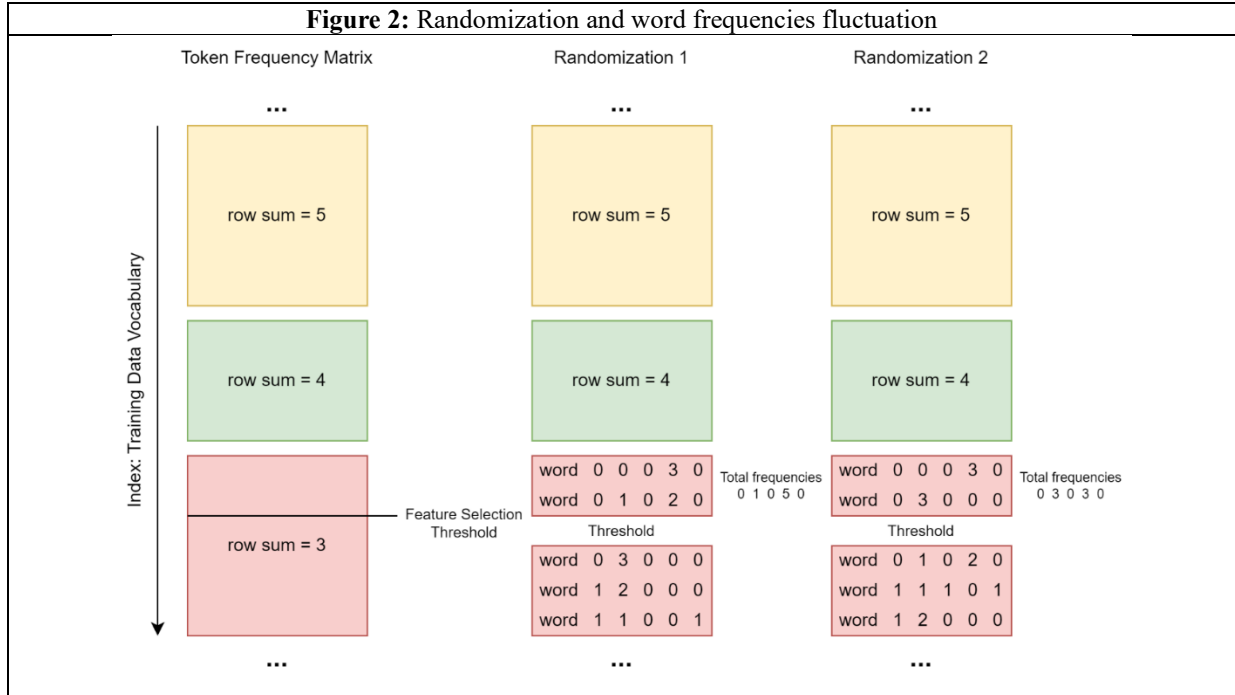 Figure 2: Randomization and word frequencies fluctuation
Token Frequency Matrix
Randomization 1
Randomization 2
...
...
...
Index: Training Data Vocabulary
row sum = 5
row sum = 5
row sum = 5
row sum = 4
row sum = 4
row sum = 4
row sum = 3
Feature Selection
Threshold
word 0 0 0 3 0
word 0 1 0 2 0
Total frequencies
0 1 0 5 0
Threshold
word 0 3 0 0 0
word 1 2 0 0 0
word 1 1 0 0 1
word 0 0 0 3 0
word 0 3 0 0 0
Total frequencies
0 3 0 3 0
Threshold
word 0 1 0 2 0
word 1 1 1 0 1
word 1 2 0 0 0
...
...
...